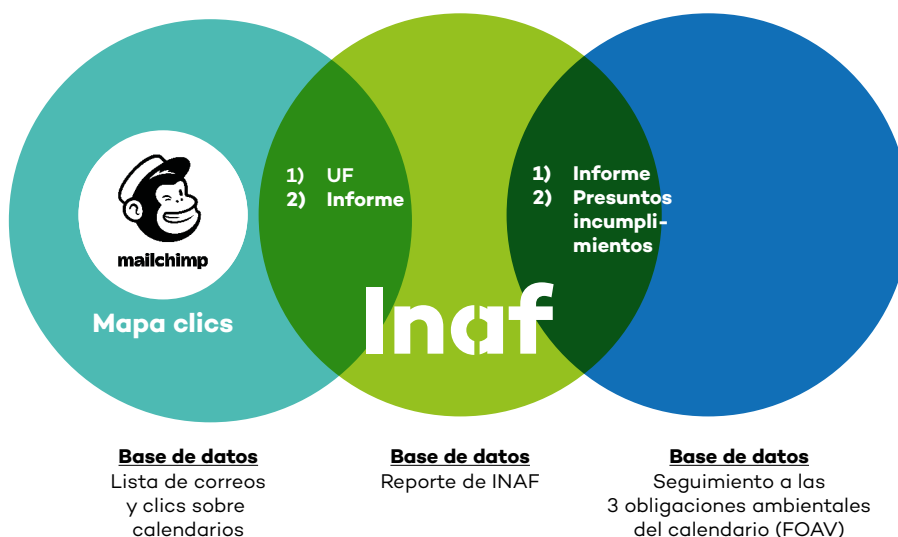 1) UF
2) Informe
1) Informe
2) Presuntos
incumpli-
mientos
mailchimp
Mapa clics
Inaf
Base de datos
Lista de correos
y clics sobre
calendarios
Base de datos
Reporte de INAF
Base de datos
Seguimiento a las
3 obligaciones ambientales
del calendario (FOAV)